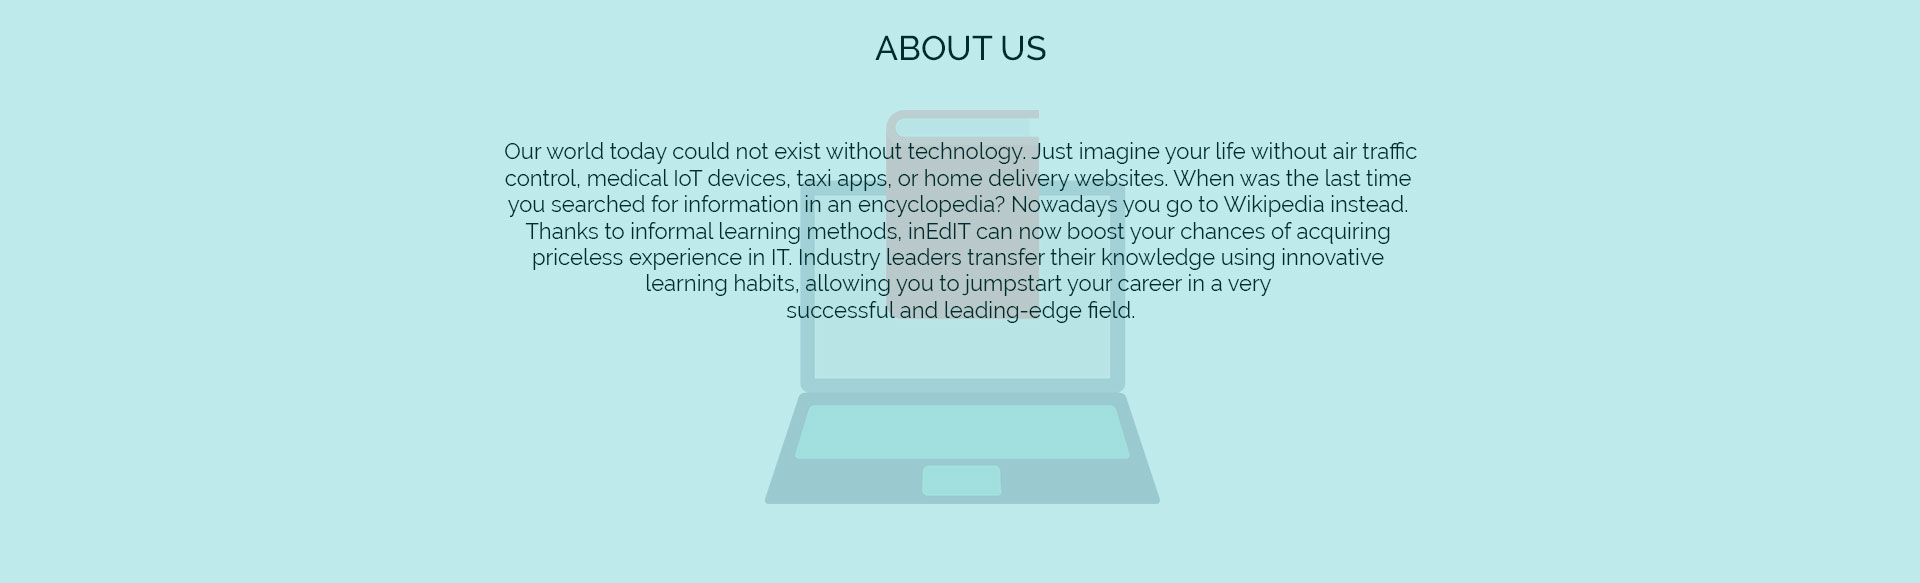 ABOUT US
Our world today could not exist without technology. Just imagine your life without air traffic
control, medical IoT devices, taxi apps, or home delivery websites. When was the last time
you searched for information in an encyclopedia? Nowadays you go to Wikipedia instead.
Thanks to informal learning methods, inEdIT can now boost your chances of acquiring
priceless experience in IT. Industry leaders transfer their knowledge using innovative
learning habits, allowing you to jumpstart your career in a very
successful and leading-edge field.